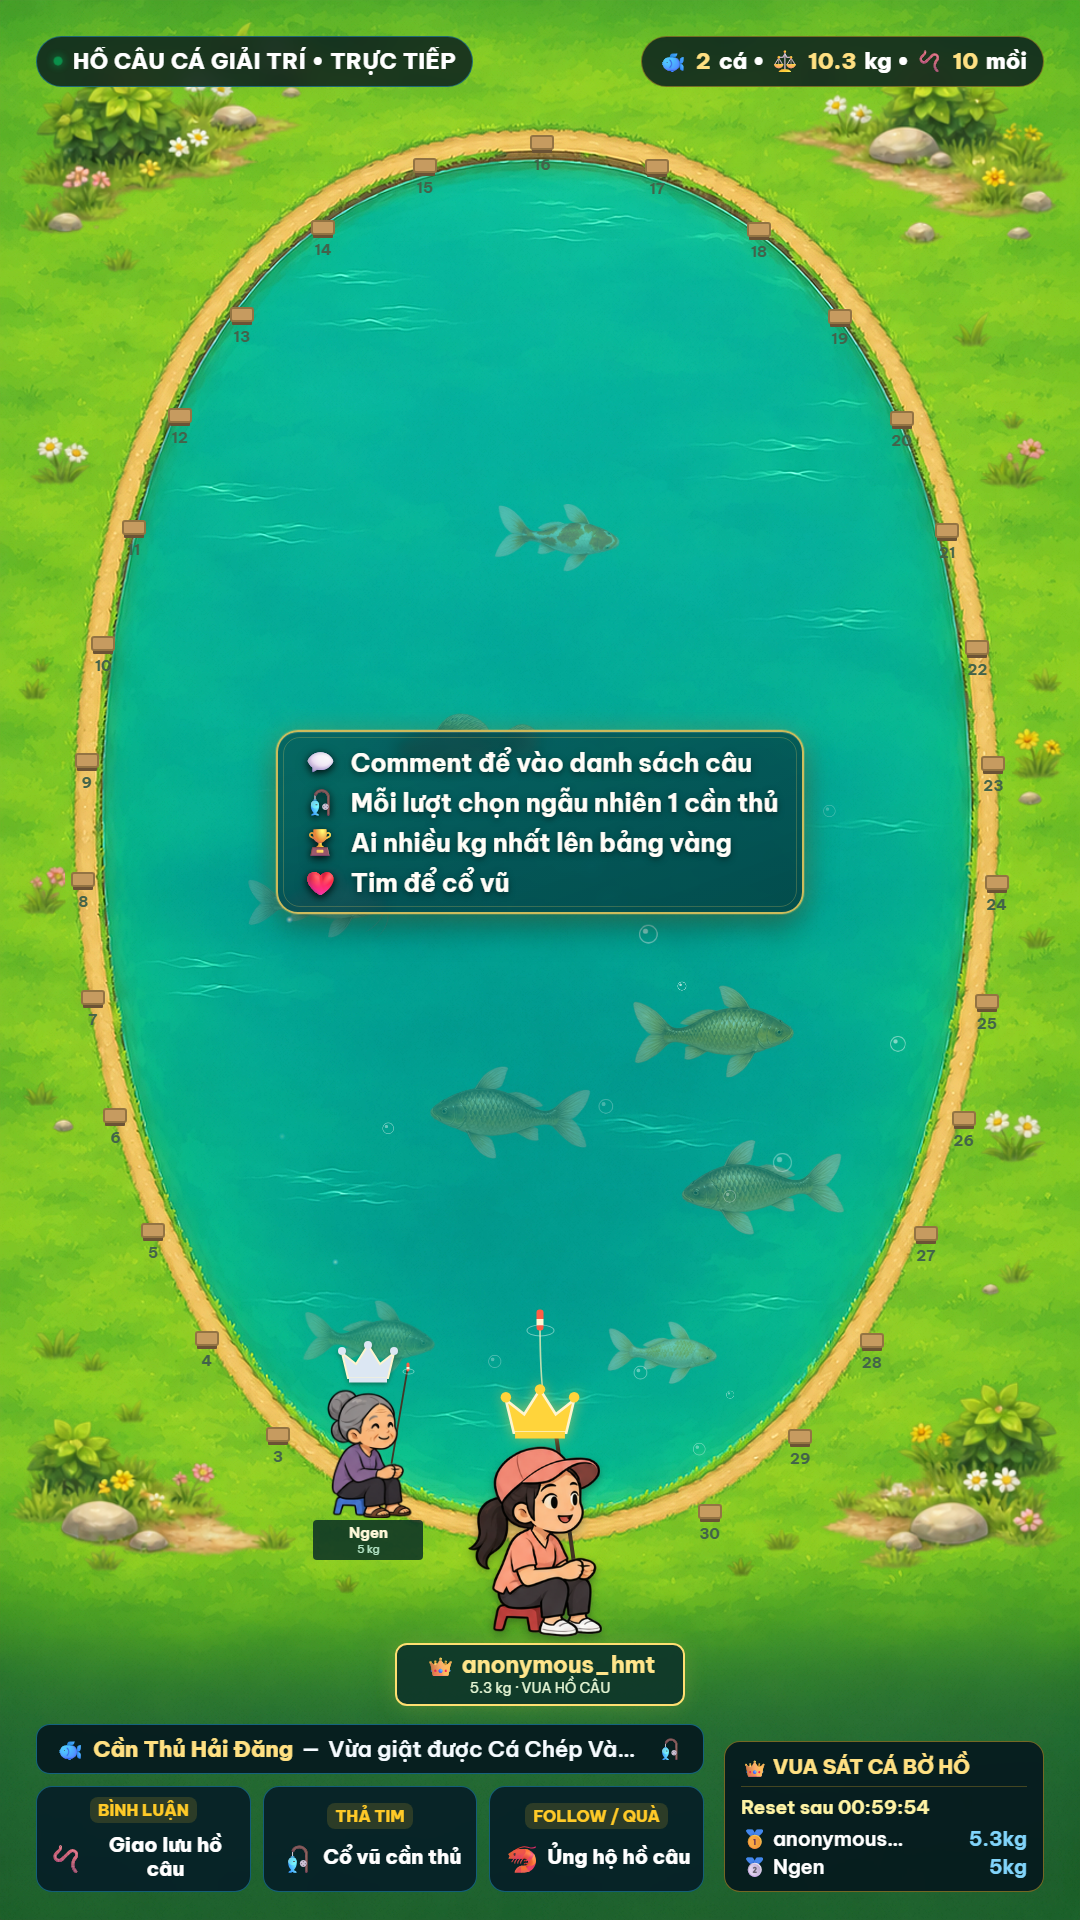 HỒ CÂU CÁ GIẢI TRÍ • TRỰC TIẾP
2 cá • 10.3 kg • 10 mồi
16
15
17
14
18
13
19
12
20
11
21
10
22
Comment để vào danh sách câu
Mỗi lượt chọn ngẫu nhiên 1 cần thủ
Ai nhiều kg nhất lên bảng vàng
Tim để cổ vũ
9
23
8
24
7
25
6
26
5
27
4
28
3
29
30
Ngen
5 kg
anonymous_hmt
5.3 kg · VUA HỒ CÂU
Cần Thủ Hải Đăng — Vừa giật được Cá Chép Và...
BÌNH LUẬN
Giao lưu hồ
câu
THẢ TIM
Cổ vũ cần thủ
FOLLOW / QUÀ
Ủng hộ hồ câu
VUA SÁT CÁ BỜ HỒ
Reset sau 00:59:54
1 anonymous... 5.3kg
2 Ngen 5kg